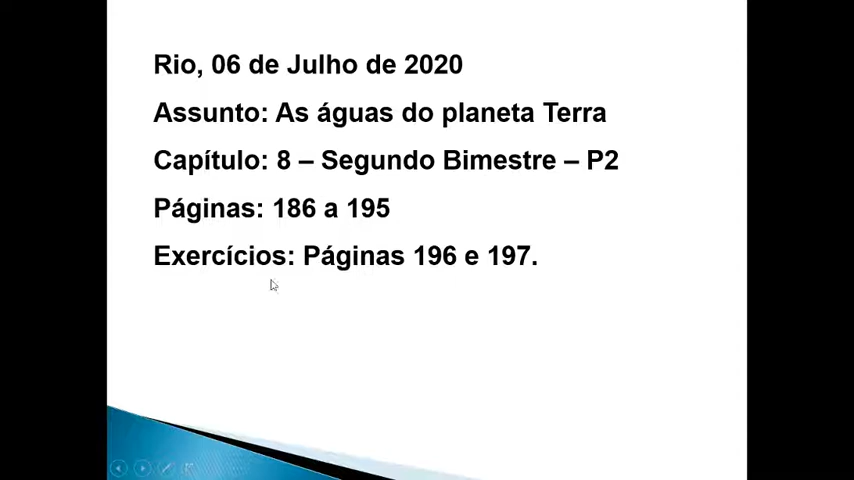 Rio, 06 de Julho de 2020
Assunto: As águas do planeta Terra
Capítulo: 8 – Segundo Bimestre – P2
Páginas: 186 a 195
Exercícios: Páginas 196 e 197.